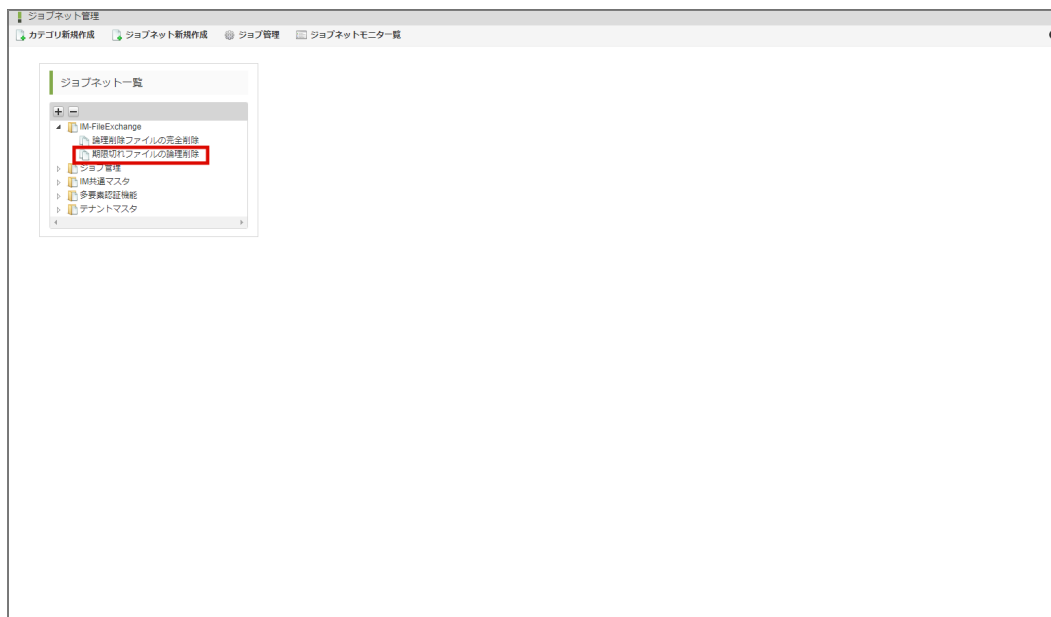 ジョブネット管理
カテゴリ新規作成 ジョブネット新規作成 ジョブ管理 ジョブネットモニター覧
ジョブネット一覧
IM-FileExchange
論理削除ファイルの完全削除
期限切れファイルの論理削除
ジョブ管理
IM共通マスタ
多要素認証機能
テナントマスタ